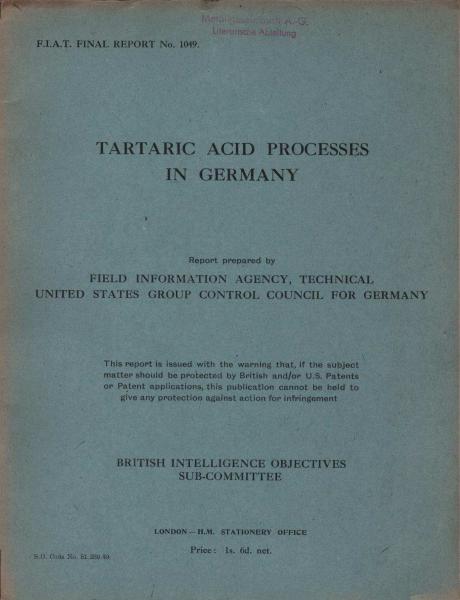 A.-G.
Literarische Abteilung
F.I.A.T. FINAL REPORT No. 1049.
TARTARIC ACID PROCESSES
IN GERMANY
Report prepared by
FIELD INFORMATION AGENCY, TECHNICAL
UNITED STATES GROUP CONTROL COUNCIL FOR GERMANY
This report is issued with the warning that, if the subject
matter should be protected by British and/or U.S. Patents
or Patent applications, this publication cannot be held to
give any protection against action for infringement
BRITISH INTELLIGENCE OBJECTIVES
SUB-COMMITTEE
LONDON — H.M. STATIONERY OFFICE
Price: 1s. 6d. net.
S.O. Code No.